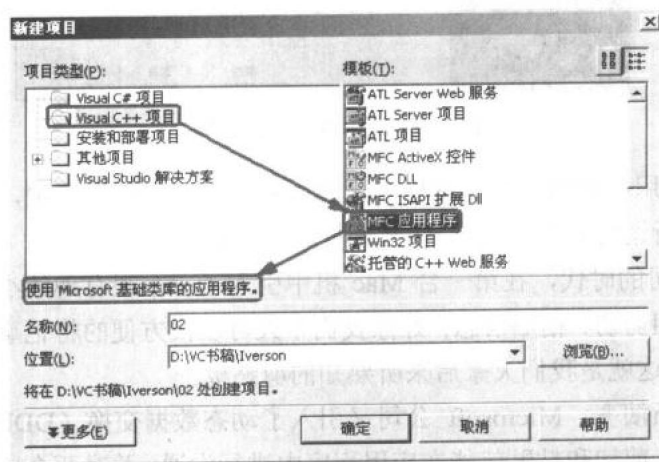 新建项目
项目类型(P):
模板(T):
Visual C# 项目
Visual C++ 项目
安装和部署项目
其他项目
Visual Studio 解决方案
ATL Server Web 服务
ATL Server 项目
ATL 项目
MFC ActiveX 控件
MFC DLL
MFC ISAPI 扩展 Dll
MFC 应用程序
Win32 项目
托管的 C++ Web 服务
使用 Microsoft 基础类库的应用程序。
名称(N):
02
位置(L):
D:\VC书稿\Iverson
浏览(B)...
将在 D:\VC书稿\Iverson\02 处创建项目。
更多(E)
确定
取消
帮助